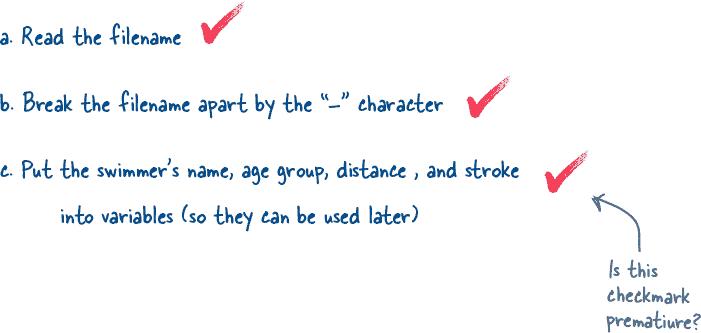 a. Read the filename
b. Break the filename apart by the “-” character
c. Put the swimmer’s name, age group, distance , and stroke
into variables (so they can be used later)
Is this
checkmark
prematiure?